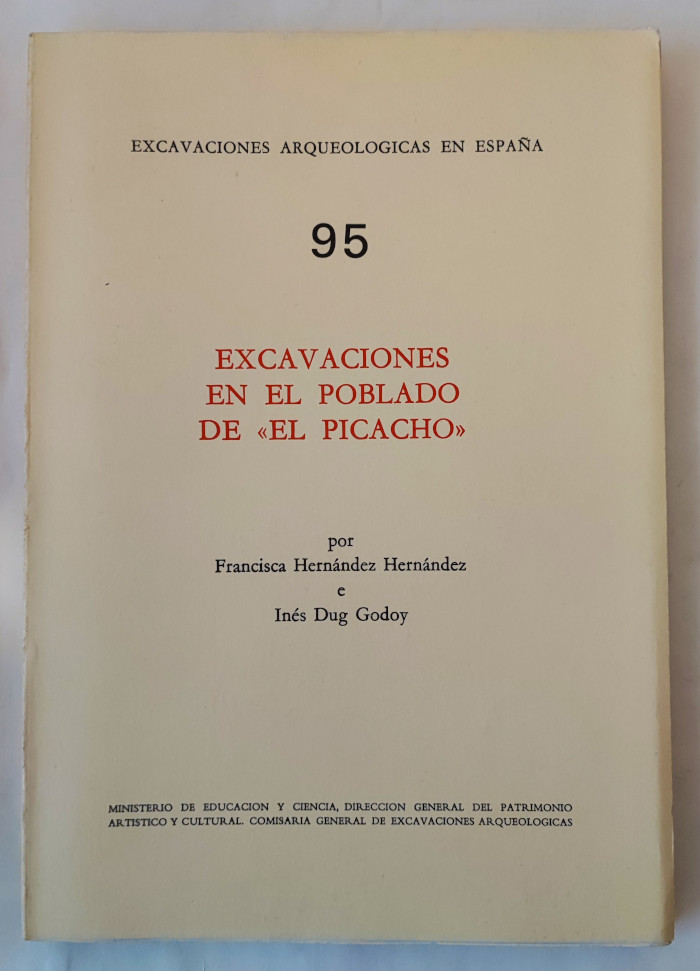 EXCAVACIONES ARQUEOLOGICAS EN ESPAÑA
95
EXCAVACIONES
EN EL POBLADO
DE «EL PICACHO»
por
Francisca Hernández Hernández
e
Inés Dug Godoy
MINISTERIO DE EDUCACION Y CIENCIA, DIRECCION GENERAL DEL PATRIMONIO
ARTISTICO Y CULTURAL. COMISARIA GENERAL DE EXCAVACIONES ARQUEOLOGICAS